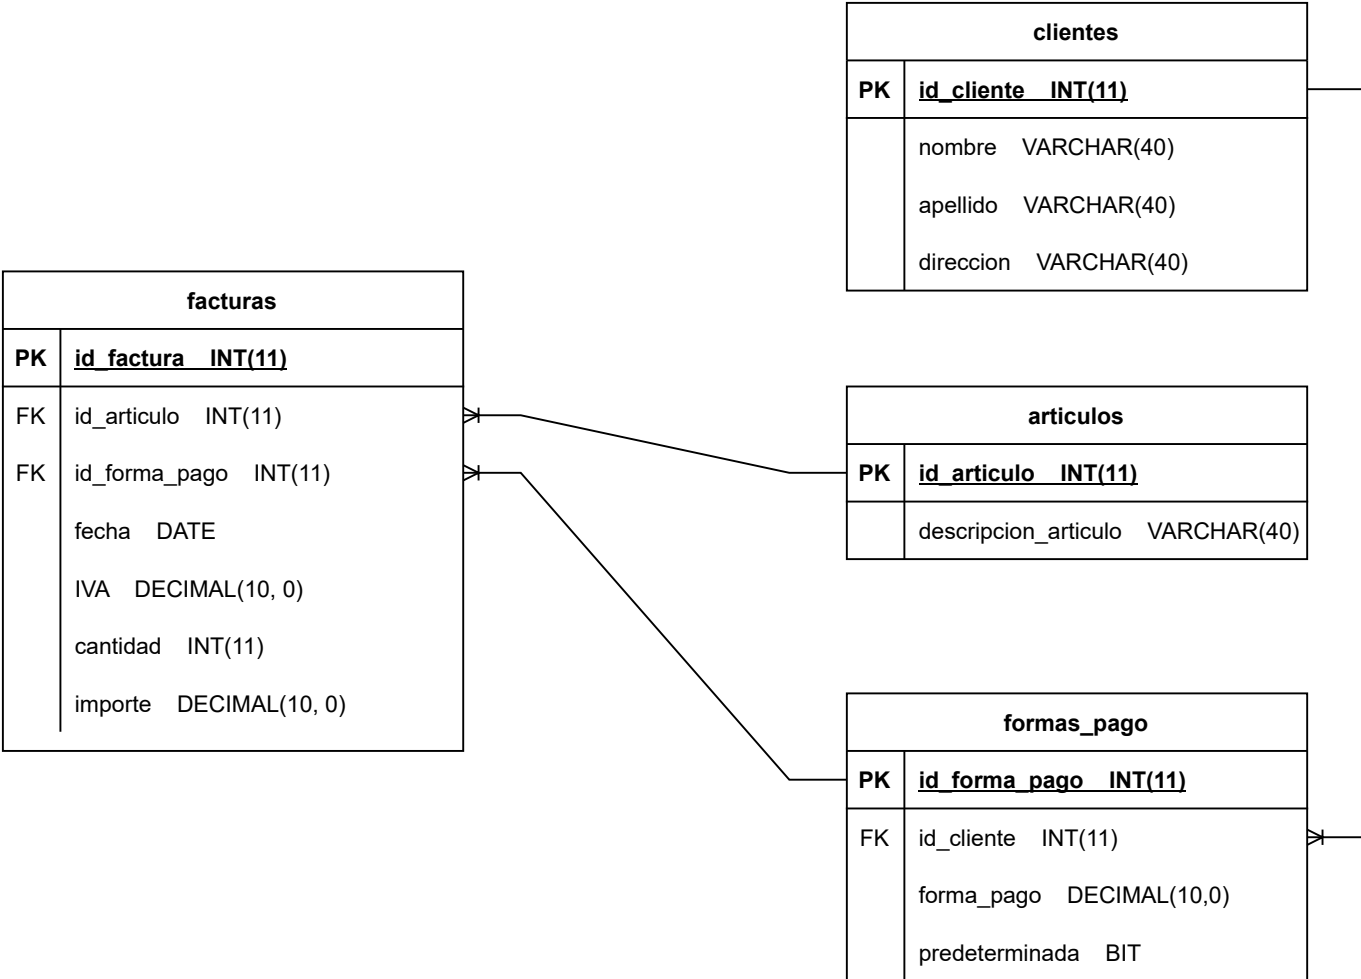 clientes
PK id_cliente INT(11)
nombre VARCHAR(40)
apellido VARCHAR(40)
direccion VARCHAR(40)
facturas
PK id_factura INT(11)
FK id_articulo INT(11)
FK id_forma_pago INT(11)
fecha DATE
IVA DECIMAL(10, 0)
cantidad INT(11)
importe DECIMAL(10, 0)
articulos
PK id_articulo INT(11)
descripcion_articulo VARCHAR(40)
formas_pago
PK id_forma_pago INT(11)
FK id_cliente INT(11)
forma_pago DECIMAL(10,0)
predeterminada BIT